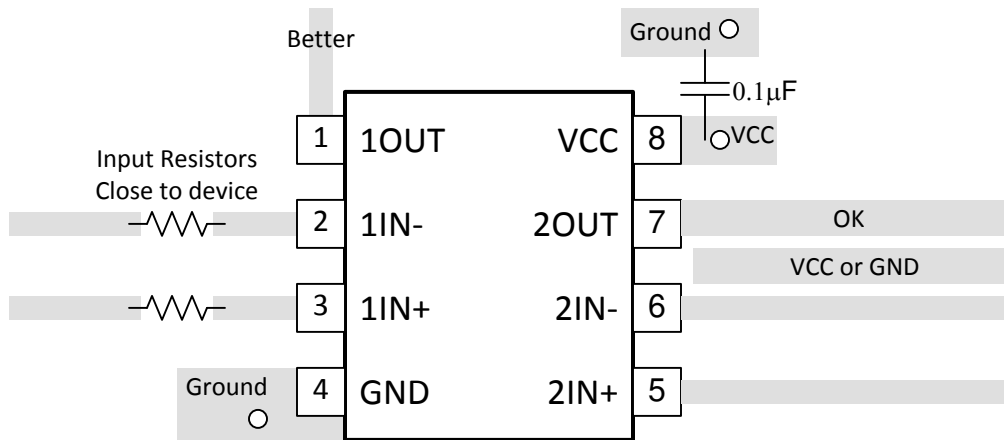 Better
Ground
0.1µF
1
1OUT
VCC
8
VCC
Input Resistors
Close to device
2
1IN-
2OUT
7
OK
VCC or GND
3
1IN+
2IN-
6
Ground
4
GND
2IN+
5